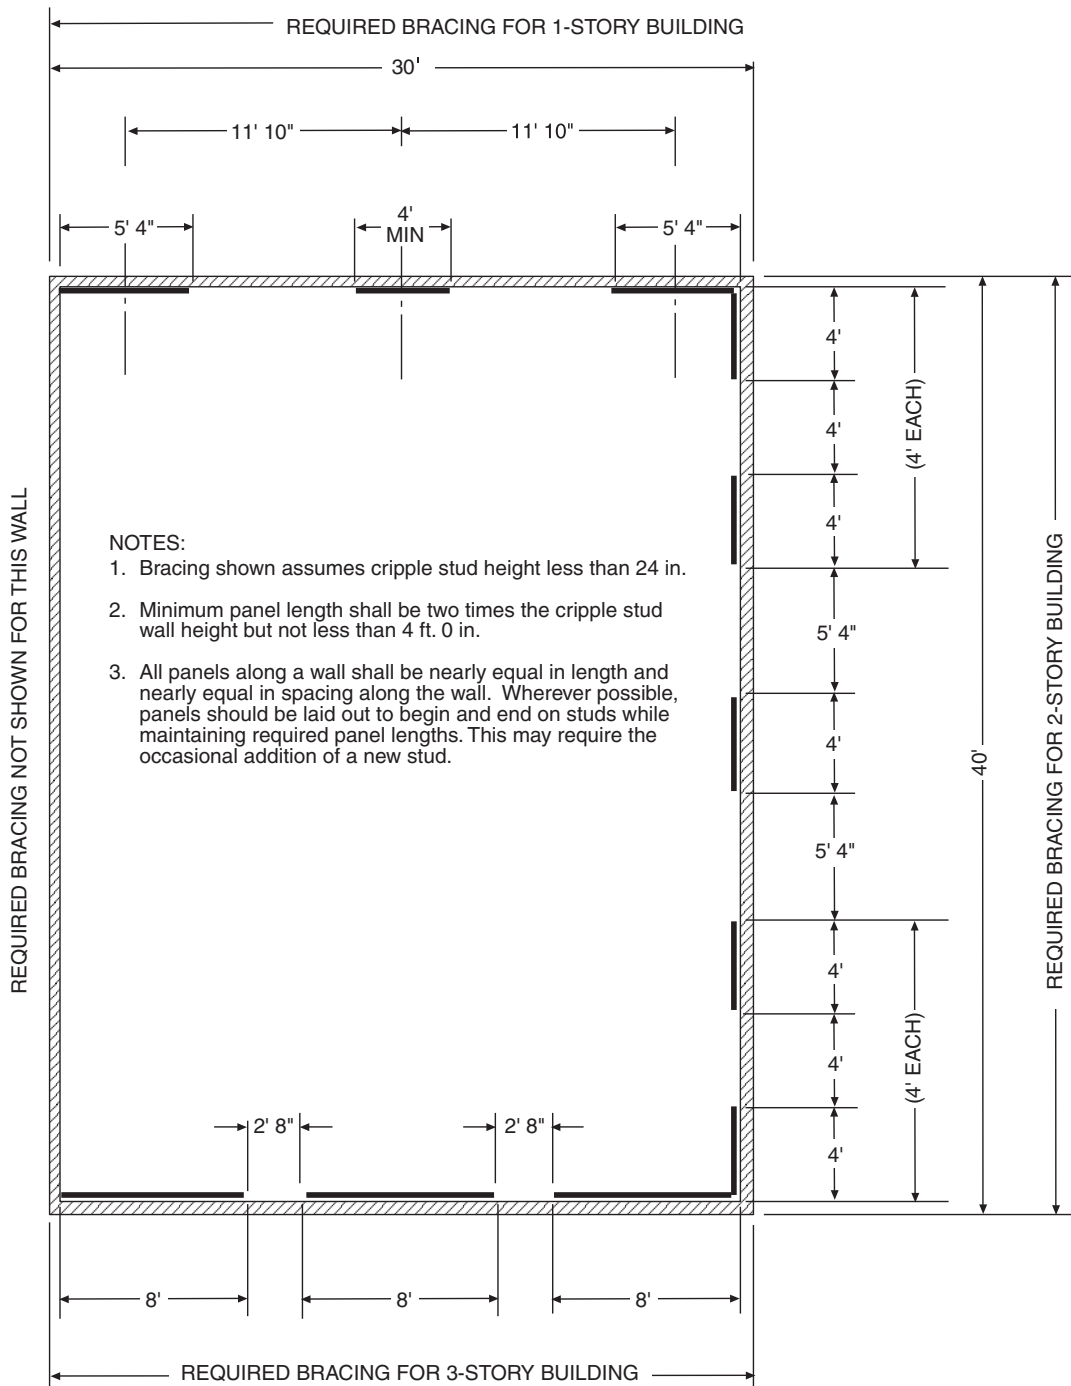 REQUIRED BRACING FOR 1-STORY BUILDING
30'
11' 10"
11' 10"
5' 4"
4'
MIN
5' 4"
4'
4'
4'
(4' EACH)
5' 4"
4'
5' 4"
4'
4'
4'
(4' EACH)
40'
REQUIRED BRACING FOR 2-STORY BUILDING
REQUIRED BRACING NOT SHOWN FOR THIS WALL
NOTES:
1. Bracing shown assumes cripple stud height less than 24 in.
2. Minimum panel length shall be two times the cripple stud
wall height but not less than 4 ft. 0 in.
3. All panels along a wall shall be nearly equal in length and
nearly equal in spacing along the wall. Wherever possible,
panels should be laid out to begin and end on studs while
maintaining required panel lengths. This may require the
occasional addition of a new stud.
2' 8"
2' 8"
8'
8'
8'
REQUIRED BRACING FOR 3-STORY BUILDING